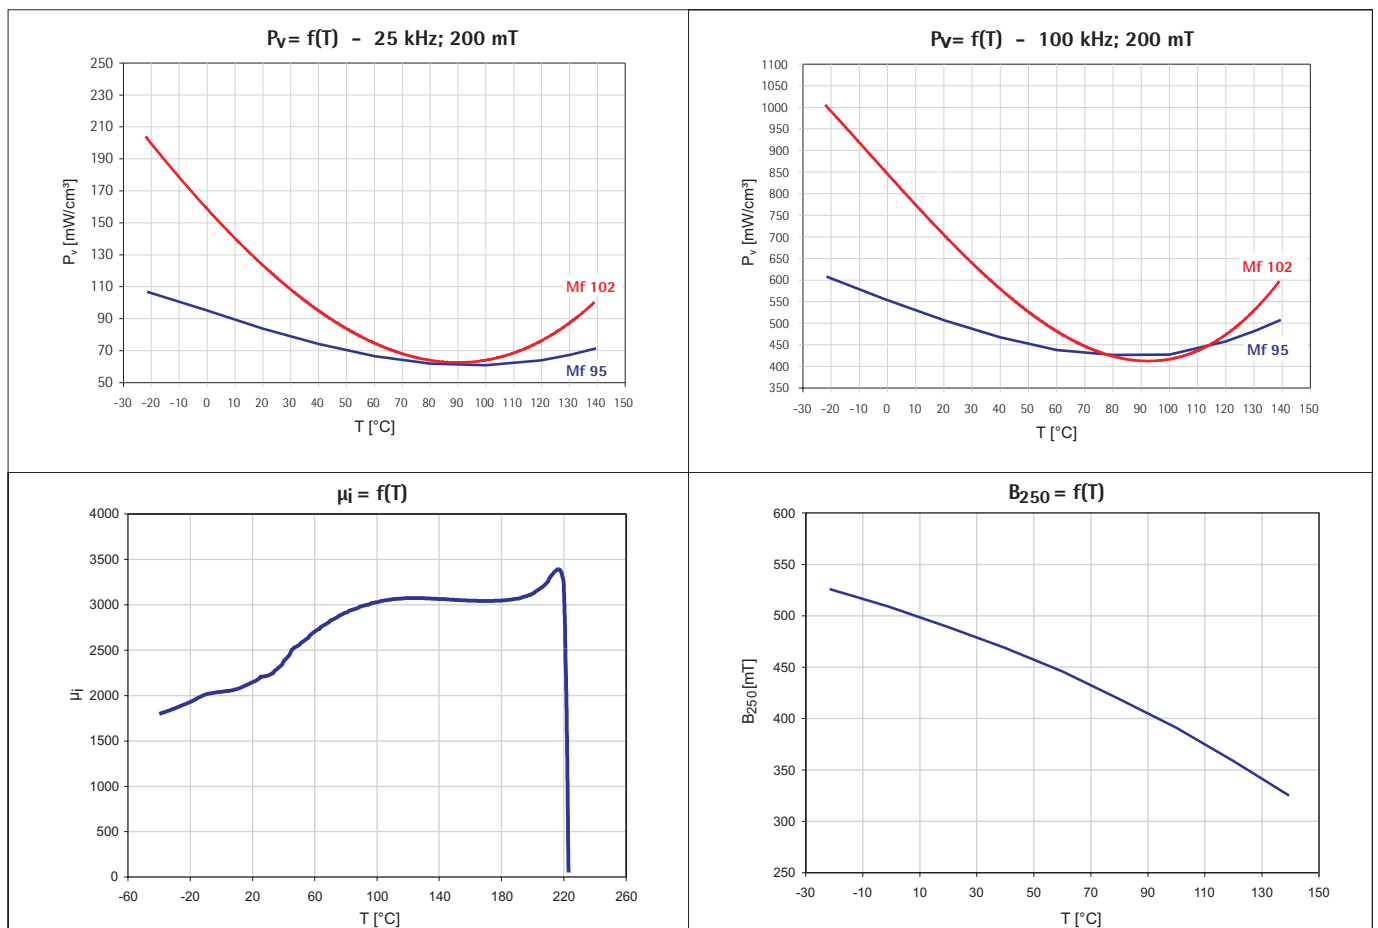 Pv = f(T) – 25 kHz; 200 mT
250
230
210
190
170
150
130
110
90
70
50
Pv [mW/cm³]
Mf 102
Mf 95
-30 -20 -10 0 10 20 30 40 50 60 70 80 90 100 110 120 130 140 150
T [°C]
Pv = f(T) – 100 kHz; 200 mT
1100
1050
1000
950
900
850
800
750
700
650
600
550
500
450
400
350
Pv [mW/cm³]
Mf 102
Mf 95
-30 -20 -10 0 10 20 30 40 50 60 70 80 90 100 110 120 130 140 150
T [°C]
µi = f(T)
4000
3500
3000
2500
2000
1500
1000
500
0
µi
-60 -20 20 60 100 140 180 220 260
T [°C]
B250 = f(T)
600
550
500
450
400
350
300
250
B250 [mT]
-30 -10 10 30 50 70 90 110 130 150
T [°C]